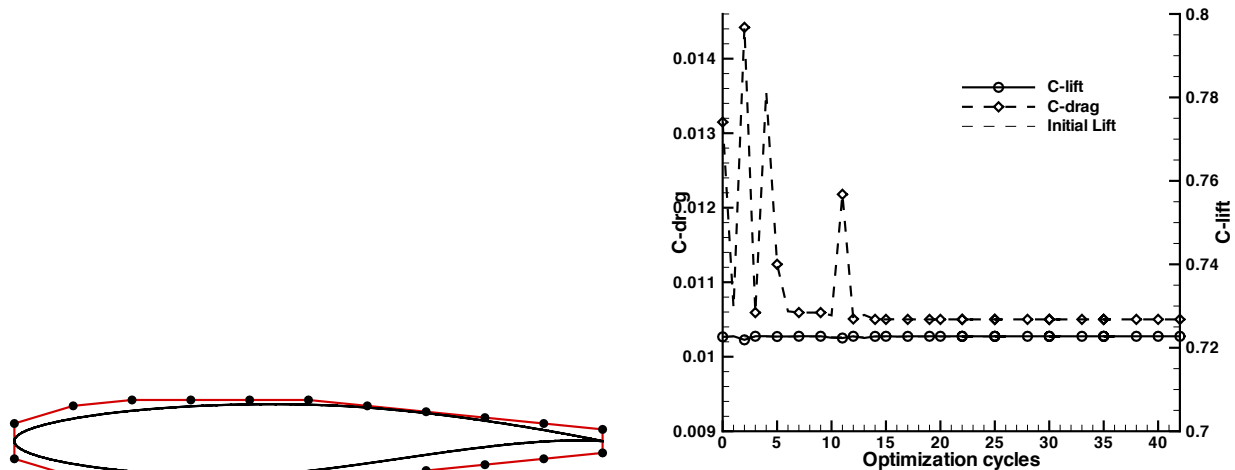 0.014
0.013
0.012
0.011
0.01
0.009
C-drag
0.8
0.78
0.76
0.74
0.72
0.7
C-lift
C-lift
C-drag
Initial Lift
0 5 10 15 20 25 30 35 40
Optimization cycles